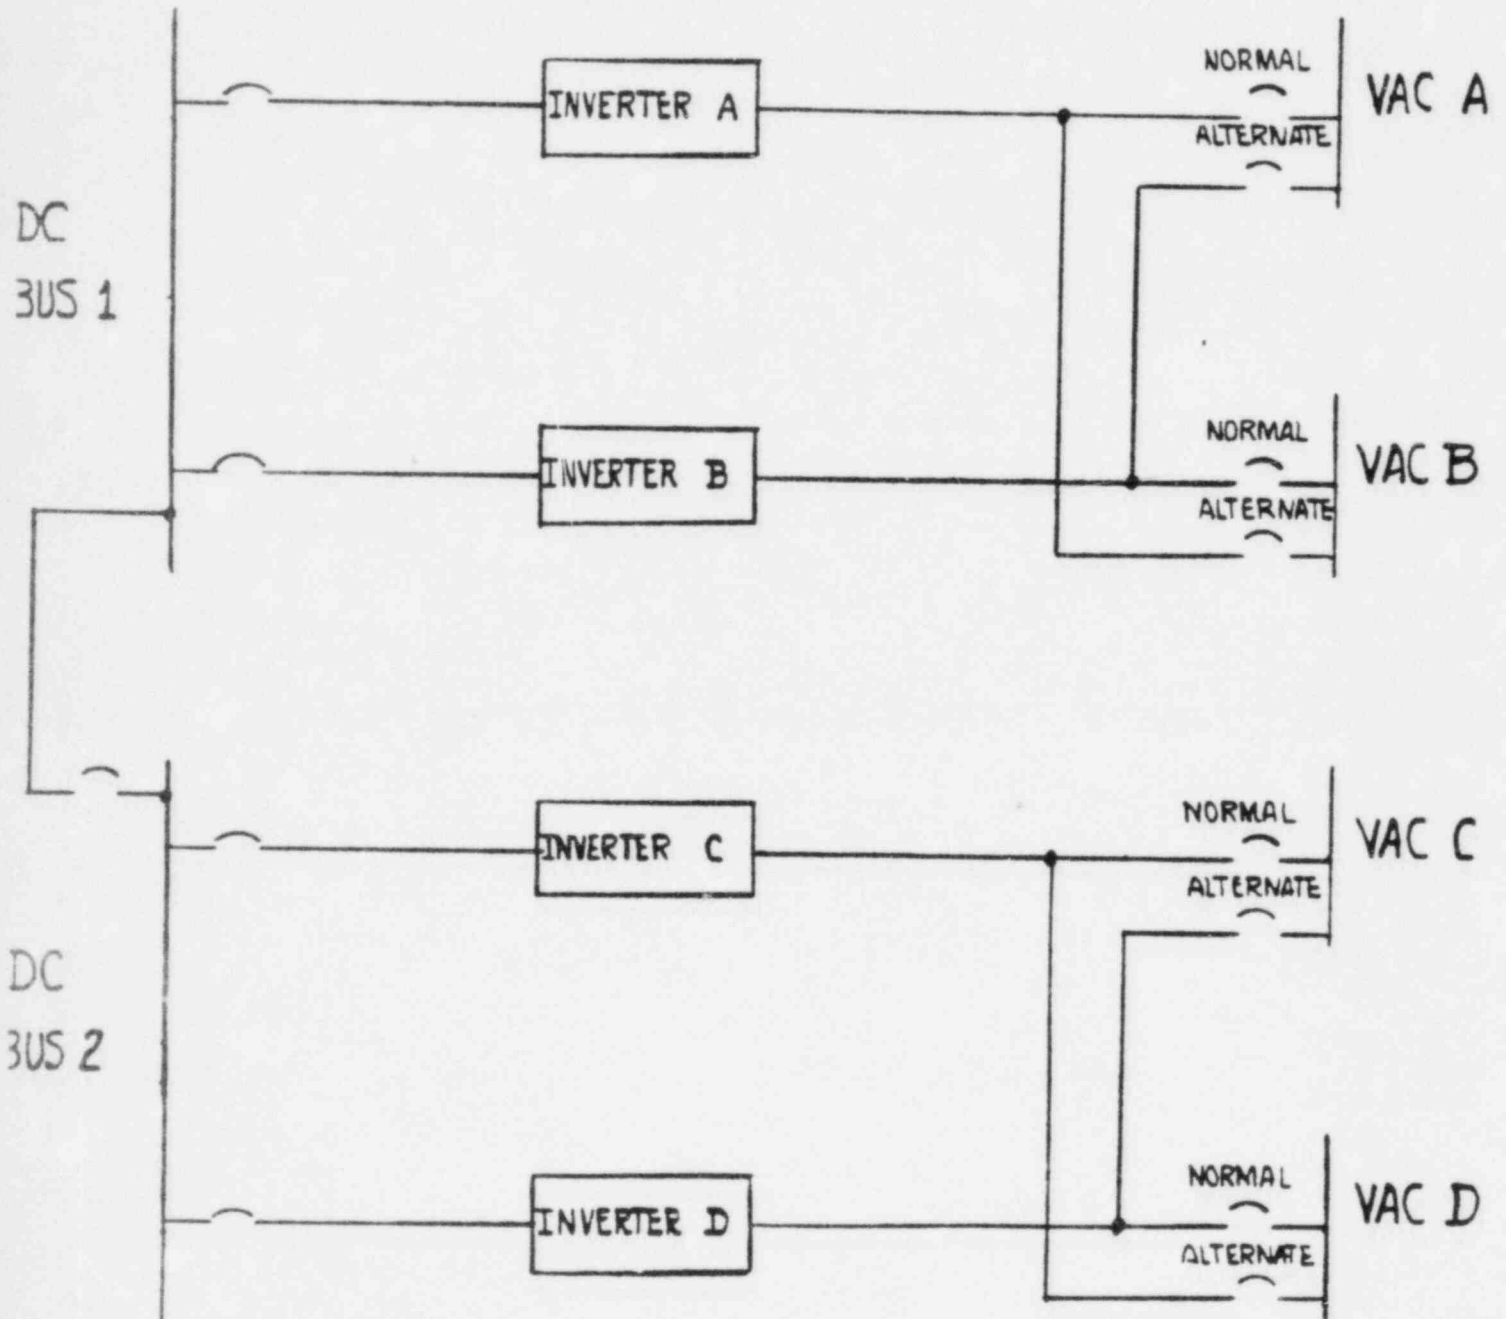 NORMAL
VAC A
INVERTER A
ALTERNATE
DC
BUS 1
NORMAL
VAC B
INVERTER B
ALTERNATE
NORMAL
VAC C
INVERTER C
ALTERNATE
DC
BUS 2
NORMAL
VAC D
INVERTER D
ALTERNATE